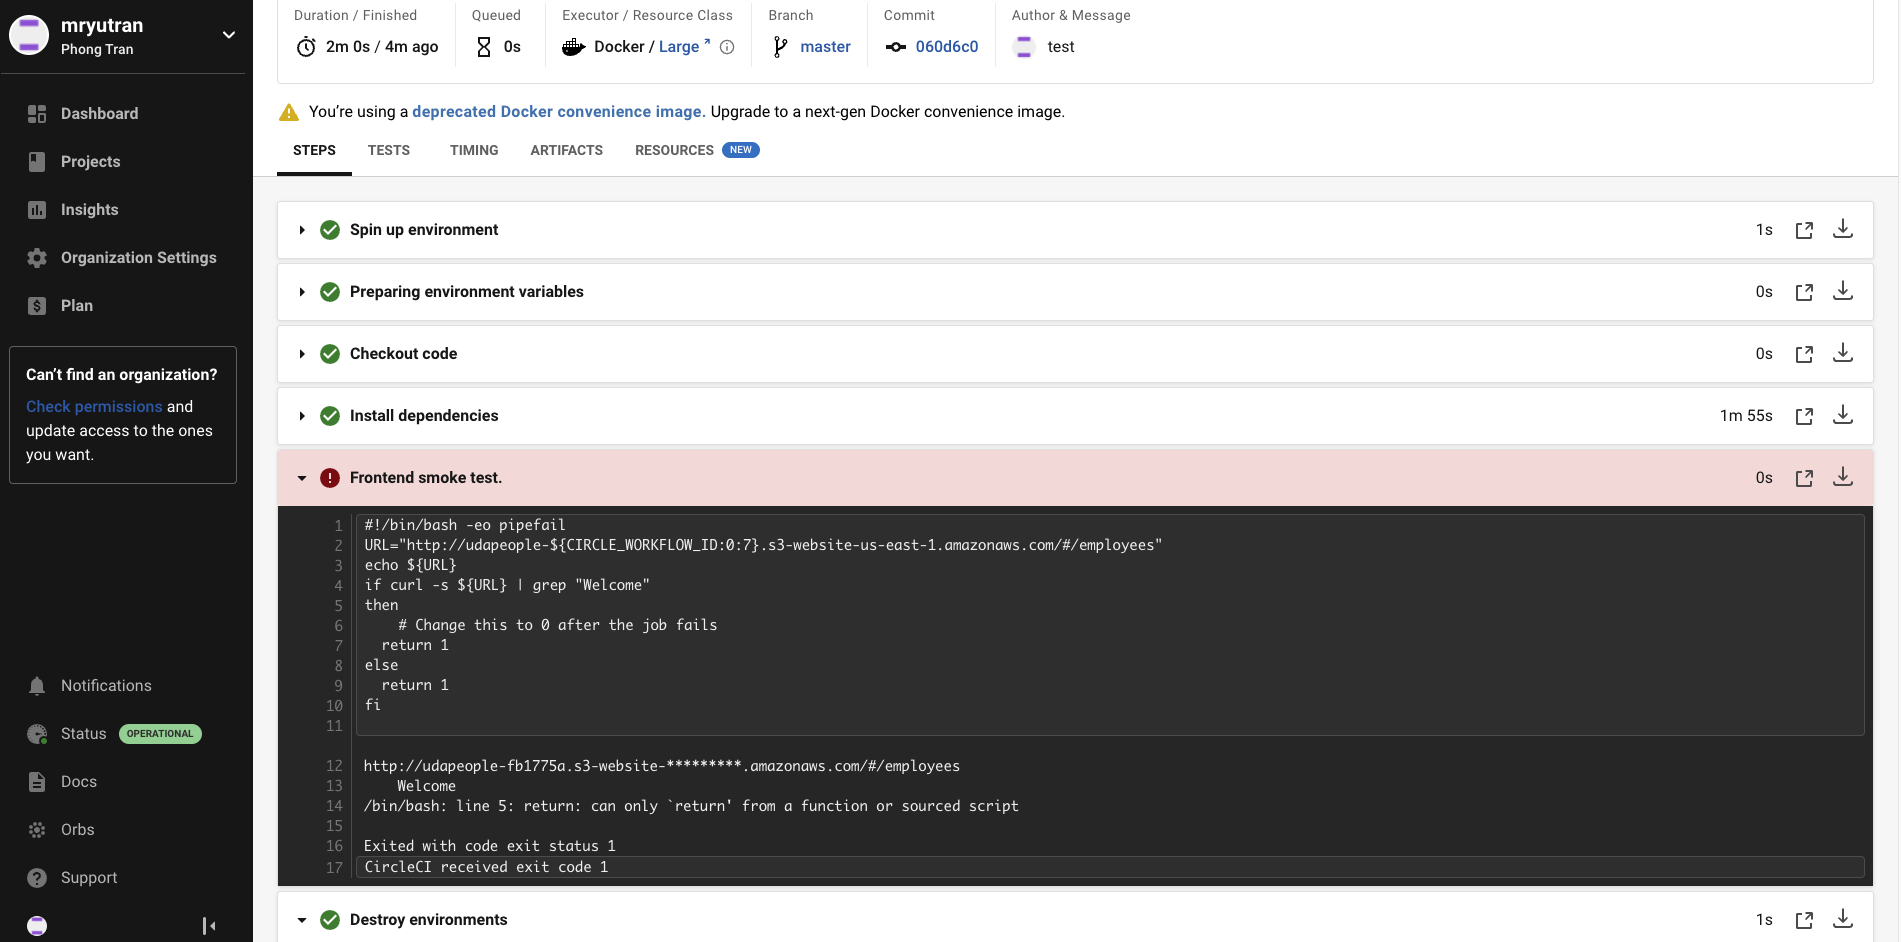 mryutran
Phong Tran
Dashboard
Projects
Insights
Organization Settings
Plan
Can't find an organization?
Check permissions and
update access to the ones
you want.
Notifications
Status OPERATIONAL
Docs
Orbs
Support
Duration / Finished
2m 0s / 4m ago
Queued
0s
Executor / Resource Class
Docker / Large
Branch
master
Commit
060d6c0
Author & Message
test
You're using a deprecated Docker convenience image. Upgrade to a next-gen Docker convenience image.
STEPS TESTS TIMING ARTIFACTS RESOURCES NEW
Spin up environment 1s
Preparing environment variables 0s
Checkout code 0s
Install dependencies 1m 55s
Frontend smoke test. 0s
1 #!/bin/bash -eo pipefail
2 URL="http://udapeople-${CIRCLE_WORKFLOW_ID:0:7}.s3-website-us-east-1.amazonaws.com/#/employees"
3 echo ${URL}
4 if curl -s ${URL} | grep "Welcome"
5 then
6     # Change this to 0 after the job fails
7   return 1
8 else
9   return 1
10 fi
11
12 http://udapeople-fb1775a.s3-website-*********.amazonaws.com/#/employees
13     Welcome
14 /bin/bash: line 5: return: can only `return' from a function or sourced script
15
16 Exited with code exit status 1
17 CircleCI received exit code 1
Destroy environments 1s